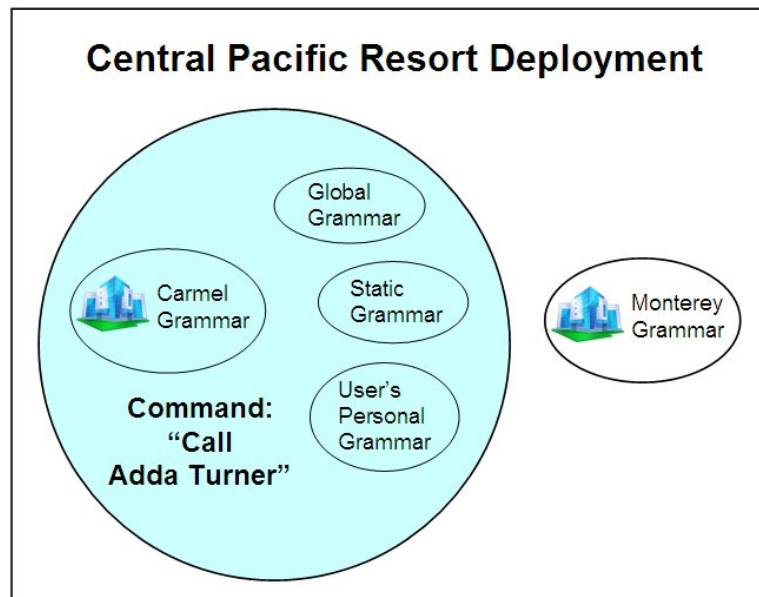 Central Pacific Resort Deployment
Global
Grammar
Carmel
Grammar
Static
Grammar
Monterey
Grammar
User’s
Personal
Grammar
Command:
“Call
Adda Turner”